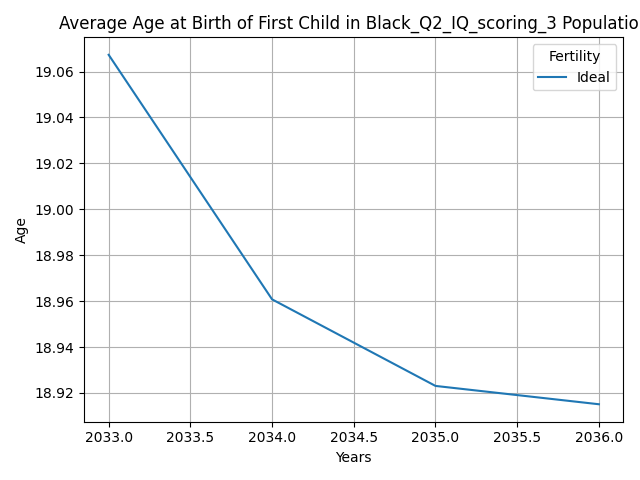 Average Age at Birth of First Child in Black_Q2_IQ_scoring_3 Populatio
Fertility
Ideal
19.06
19.04
19.02
19.00
18.98
18.96
18.94
18.92
Age
2033.0 2033.5 2034.0 2034.5 2035.0 2035.5 2036.0
Years